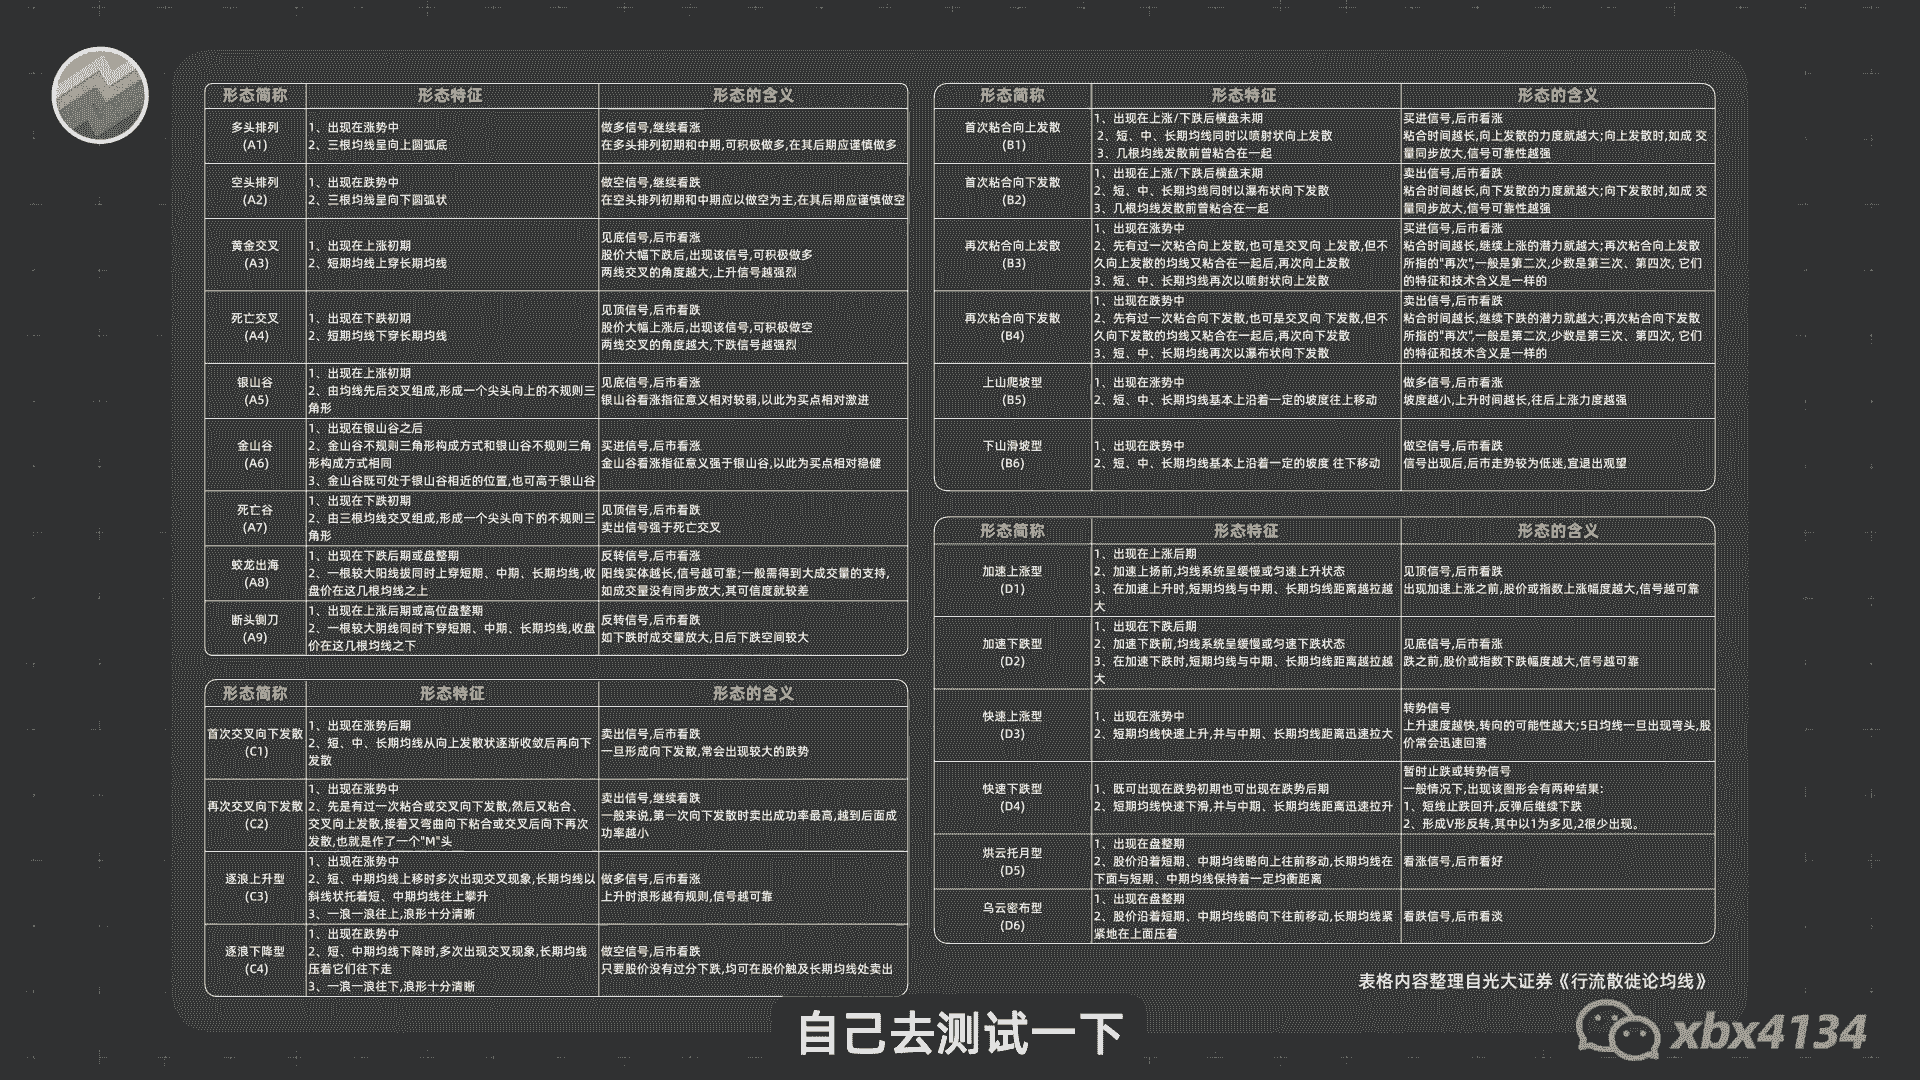 形态简称 形态特征 形态的含义
多头排列
(A1)
1、出现在涨势中
2、三根均线呈向上圆弧底
做多信号,继续看涨
在多头排列初期和中期,可积极做多,在其后期应谨慎做多
空头排列
(A2)
1、出现在跌势中
2、三根均线呈向下圆弧状
做空信号,继续看跌
在空头排列初期和中期应以做空为主,在其后期应谨慎做空
黄金交叉
(A3)
1、出现在上涨初期
2、短期均线上穿长期均线
见底信号,后市看涨
股价大幅下跌后,出现该信号,可积极做多
两线交叉的角度越大,上升信号越强烈
死亡交叉
(A4)
1、出现在下跌初期
2、短期均线下穿长期均线
见顶信号,后市看跌
股价大幅上涨后,出现该信号,可积极做空
两线交叉的角度越大,下跌信号越强烈
银山谷
(A5)
1、出现在上涨初期
2、由均线先后交叉组成,形成一个尖头向上的不规则三
角形
见底信号,后市看涨
银山谷看涨指征意义相对较弱,以此为买点相对激进
金山谷
(A6)
1、出现在银山谷之后
2、金山谷不规则三角形构成方式和银山谷不规则三角
形构成方式相同
3、金山谷既可处于银山谷相近的位置,也可高于银山谷
买进信号,后市看涨
金山谷看涨指征意义强于银山谷,以此为买点相对稳健
死亡谷
(A7)
1、出现在下跌初期
2、由三根均线交叉组成,形成一个尖头向下的不规则三
角形
见顶信号,后市看跌
卖出信号强于死亡交叉
蛟龙出海
(A8)
1、出现在下跌后期或盘整期
2、一根较大阳线拔同时上穿短期、中期、长期均线,收
盘价在这几根均线之上
反转信号,后市看涨
阳线实体越长,信号越可靠;一般需得到大成交量的支持,
如成交量没有同步放大,其可信度就较差
断头铡刀
(A9)
1、出现在上涨后期或高位盘整期
2、一根较大阴线同时下穿短期、中期、长期均线,收盘
价在这几根均线之下
反转信号,后市看跌
如下跌时成交量放大,日后下跌空间较大
形态简称 形态特征 形态的含义
首次交叉向下发散
(C1)
1、出现在涨势后期
2、短、中、长期均线从向上发散状逐渐收敛后再向下
发散
卖出信号,后市看跌
一旦形成向下发散,常会出现较大的跌势
再次交叉向下发散
(C2)
1、出现在涨势中
2、先是有过一次粘合或交叉向下发散,然后又粘合、
交叉向上发散,接着又弯曲向下粘合或交叉后向下再次
发散,也就是作了一个"M"头
卖出信号,继续看跌
一般来说,第一次向下发散时卖出成功率最高,越到后面成
功率越小
逐浪上升型
(C3)
1、出现在涨势中
2、短、中期均线上移时多次出现交叉现象,长期均线以
斜线状托着短、中期均线往上攀升
3、一浪一浪往上,浪形十分清晰
做多信号,后市看涨
上升时浪形越有规则,信号越可靠
逐浪下降型
(C4)
1、出现在跌势中
2、短、中期均线下降时,多次出现交叉现象,长期均线
压着它们往下走
3、一浪一浪往下,浪形十分清晰
做空信号,后市看跌
只要股价没有过分下跌,均可在股价触及长期均线处卖出
形态简称 形态特征 形态的含义
首次粘合向上发散
(B1)
1、出现在上涨/下跌后横盘末期
2、短、中、长期均线同时以喷射状向上发散
3、几根均线发散前曾粘合在一起
买进信号,后市看涨
粘合时间越长,向上发散的力度就越大;向上发散时,如成 交
量同步放大,信号可靠性越强
首次粘合向下发散
(B2)
1、出现在上涨/下跌后横盘末期
2、短、中、长期均线同时以瀑布状向下发散
3、几根均线发散前曾粘合在一起
卖出信号,后市看跌
粘合时间越长,向下发散的力度就越大;向下发散时,如成 交
量同步放大,信号可靠性越强
再次粘合向上发散
(B3)
1、出现在涨势中
2、先有过一次粘合向上发散,也可是交叉向 上发散,但不
久向上发散的均线又粘合在一起后,再次向上发散
3、短、中、长期均线再次以喷射状向上发散
买进信号,后市看涨
粘合时间越长,继续上涨的潜力就越大;再次粘合向上发散
所指的"再次",一般是第二次,少数是第三次、第四次, 它们
的特征和技术含义是一样的
再次粘合向下发散
(B4)
1、出现在跌势中
2、先有过一次粘合向下发散,也可是交叉向 下发散,但不
久向下发散的均线又粘合在一起后,再次向下发散
3、短、中、长期均线再次以瀑布状向下发散
卖出信号,后市看跌
粘合时间越长,继续下跌的潜力就越大;再次粘合向下发散
所指的"再次",一般是第二次,少数是第三次、第四次, 它们
的特征和技术含义是一样的
上山爬坡型
(B5)
1、出现在涨势中
2、短、中、长期均线基本上沿着一定的坡度往上移动
做多信号,后市看涨
坡度越小,上升时间越长,往后上涨力度越强
下山滑坡型
(B6)
1、出现在跌势中
2、短、中、长期均线基本上沿着一定的坡度 往下移动
做空信号,后市看跌
信号出现后,后市走势较为低迷,宜退出观望
形态简称 形态特征 形态的含义
加速上涨型
(D1)
1、出现在上涨后期
2、加速上扬前,均线系统呈缓慢或匀速上升状态
3、在加速上升时,短期均线与中期、长期均线距离越拉越
大
见顶信号,后市看跌
出现加速上涨之前,股价或指数上涨幅度越大,信号越可靠
加速下跌型
(D2)
1、出现在下跌后期
2、加速下跌前,均线系统呈缓慢或匀速下跌状态
3、在加速下跌时,短期均线与中期、长期均线距离越拉越
大
见底信号,后市看涨
跌之前,股价或指数下跌幅度越大,信号越可靠
快速上涨型
(D3)
1、出现在涨势中
2、短期均线快速上升,并与中期、长期均线距离迅速拉大
转势信号
上升速度越快,转向的可能性越大;5日均线一旦出现弯头,股
价常会迅速回落
快速下跌型
(D4)
1、既可出现在跌势初期也可出现在跌势后期
2、短期均线快速下滑,并与中期、长期均线距离迅速拉升
暂时止跌或转势信号
一般情况下,出现该图形会有两种结果:
1、短线止跌回升,反弹后继续下跌
2、形成V形反转,其中以1为多见,2很少出现。
烘云托月型
(D5)
1、出现在盘整期
2、股价沿着短期、中期均线略向上往前移动,长期均线在
下面与短期、中期均线保持着一定均衡距离
看涨信号,后市看好
乌云密布型
(D6)
1、出现在盘整期
2、股价沿着短期、中期均线略向下往前移动,长期均线紧
紧地在上面压着
看跌信号,后市看淡
表格内容整理自光大证券《行流散徙论均线》
自己去测试一下
xbx4134